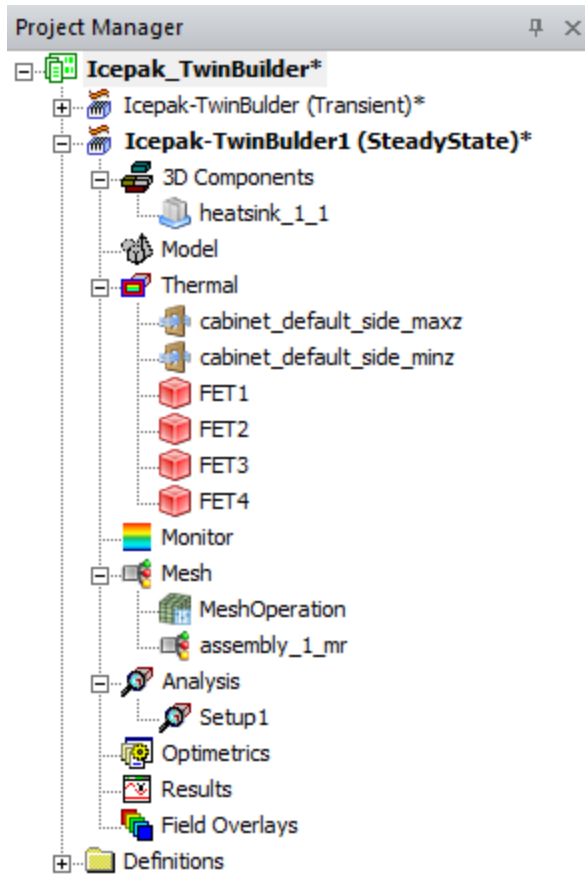 Project Manager
Icepak_TwinBuilder*
Icepak-TwinBulder (Transient)*
Icepak-TwinBulder1 (SteadyState)*
3D Components
heatsink_1_1
Model
Thermal
cabinet_default_side_maxz
cabinet_default_side_minz
FET1
FET2
FET3
FET4
Monitor
Mesh
MeshOperation
assembly_1_mr
Analysis
Setup1
Optimetrics
Results
Field Overlays
Definitions